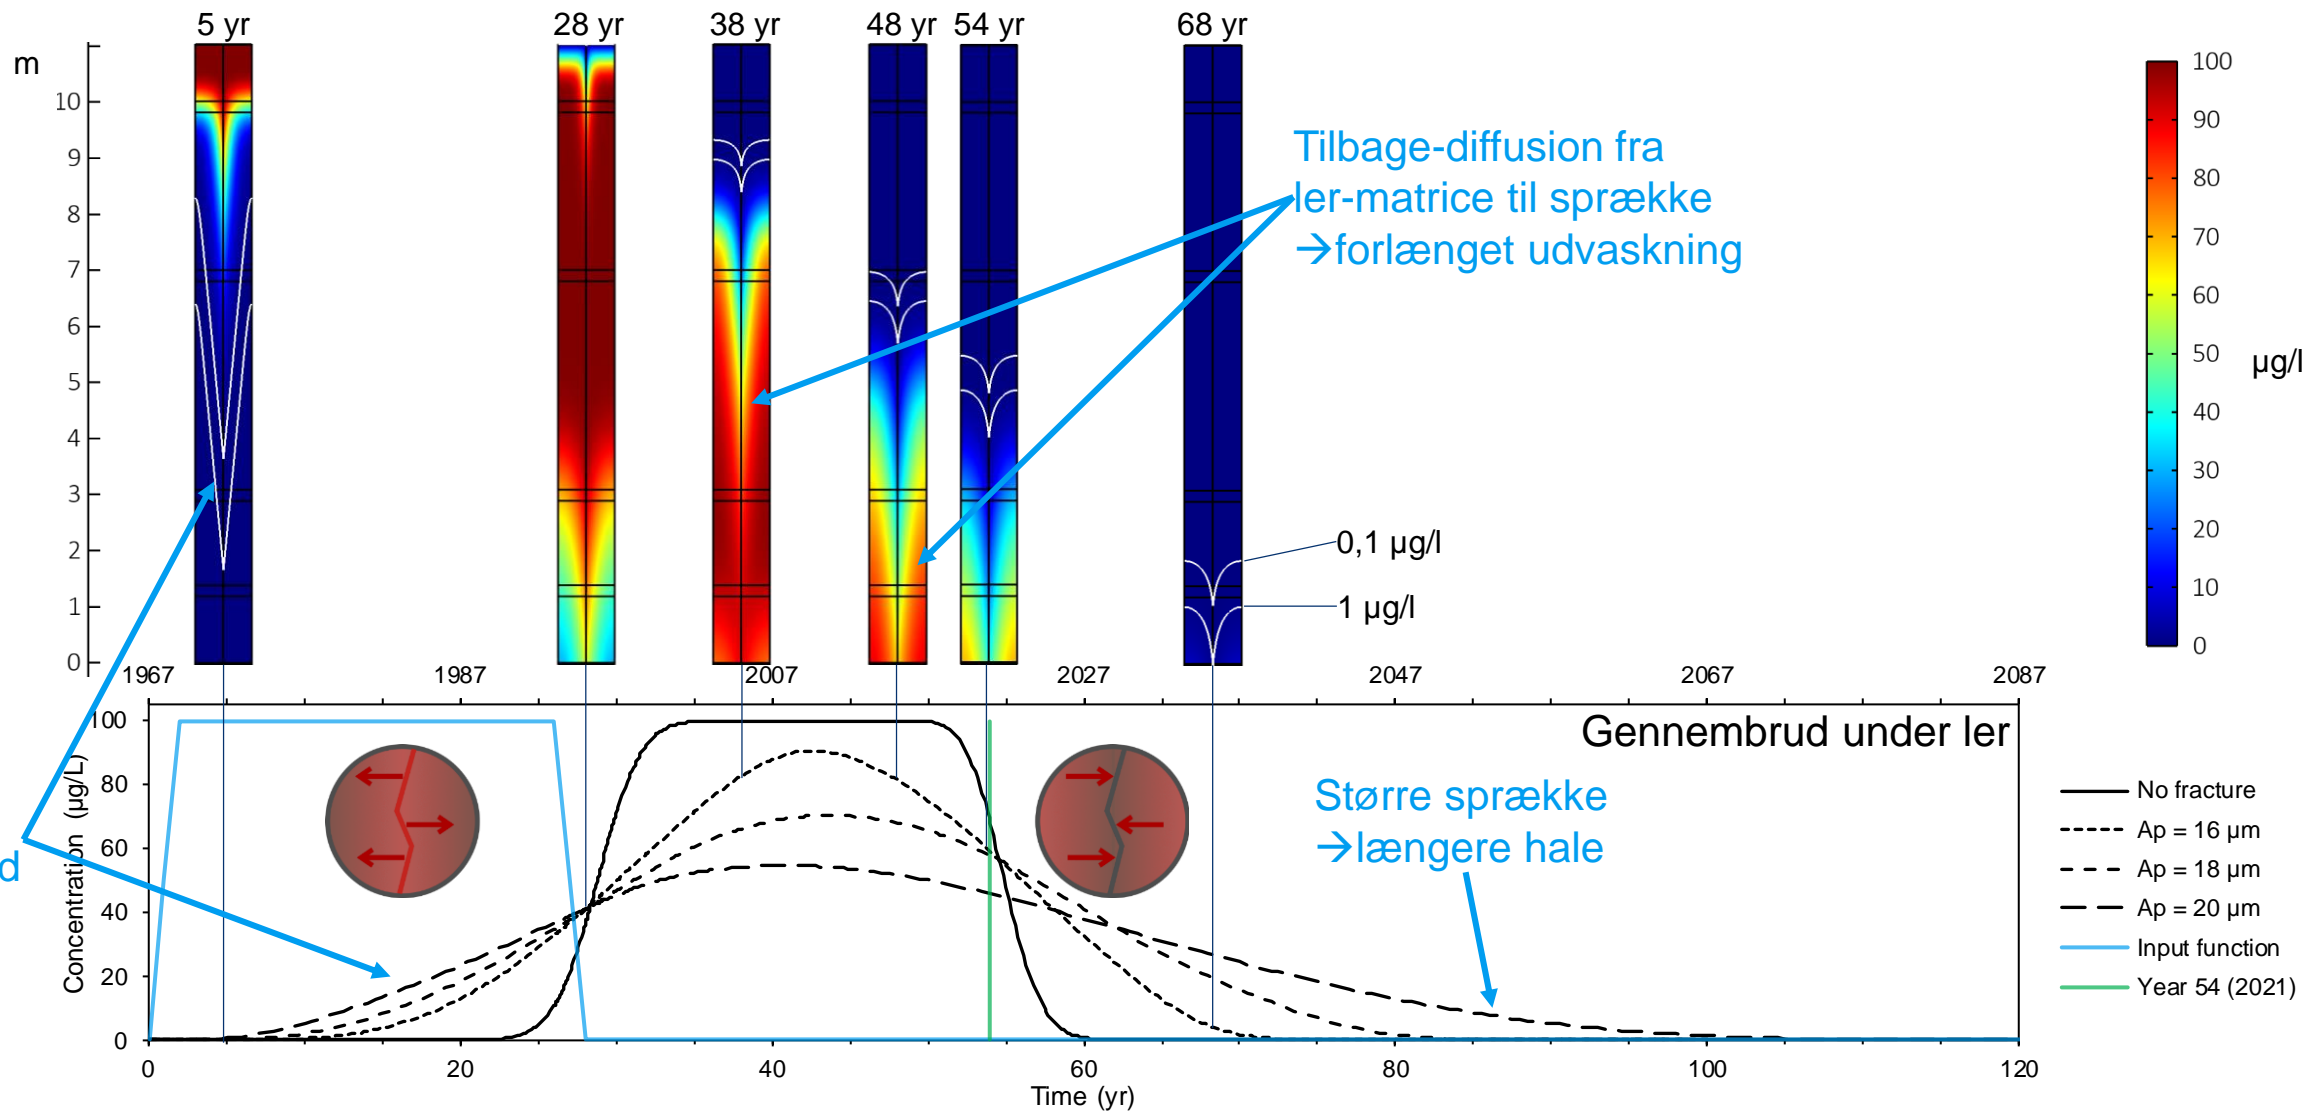 5 yr
28 yr
38 yr
48 yr
54 yr
68 yr
m
10
9
8
7
6
5
4
3
2
1
0
Tilbage-diffusion fra
ler-matrice til sprække
→forlænget udvaskning
0,1 µg/l
1 µg/l
100
90
80
70
60
50
40
30
20
10
0
µg/l
1967
1987
2007
2027
2047
2067
2087
Gennembrud under ler
Concentration (µg/L)
100
80
60
40
20
0
d
Større sprække
→længere hale
0
20
40
60
80
100
120
Time (yr)
No fracture
Ap = 16 µm
Ap = 18 µm
Ap = 20 µm
Input function
Year 54 (2021)